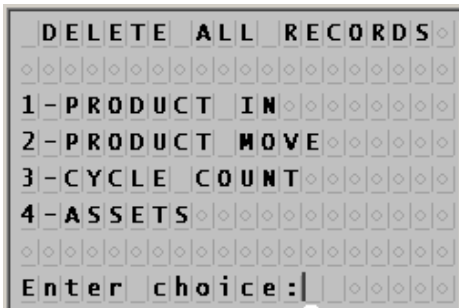 DELETE ALL RECORDS
1-PRODUCT IN
2-PRODUCT MOVE
3-CYCLE COUNT
4-ASSETS
Enter choice: